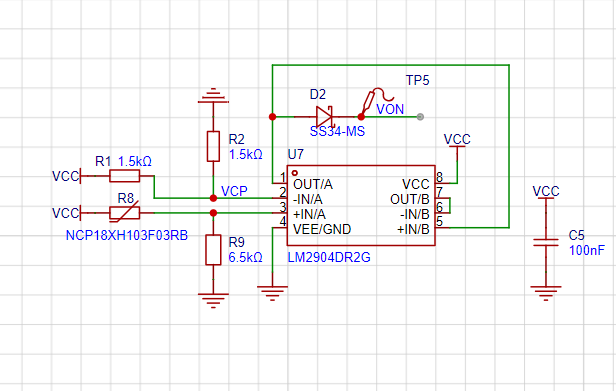 D2
TP5
VON
SS34-MS
R2
1.5kΩ
U7
VCC
R1 1.5kΩ
VCC
VCP
1 OUT/A VCC 8
2 -IN/A OUT/B 7
3 +IN/A -IN/B 6
4 VEE/GND +IN/B 5
R8
VCC
NCP18XH103F03RB
R9
6.5kΩ
LM2904DR2G
VCC
C5
100nF